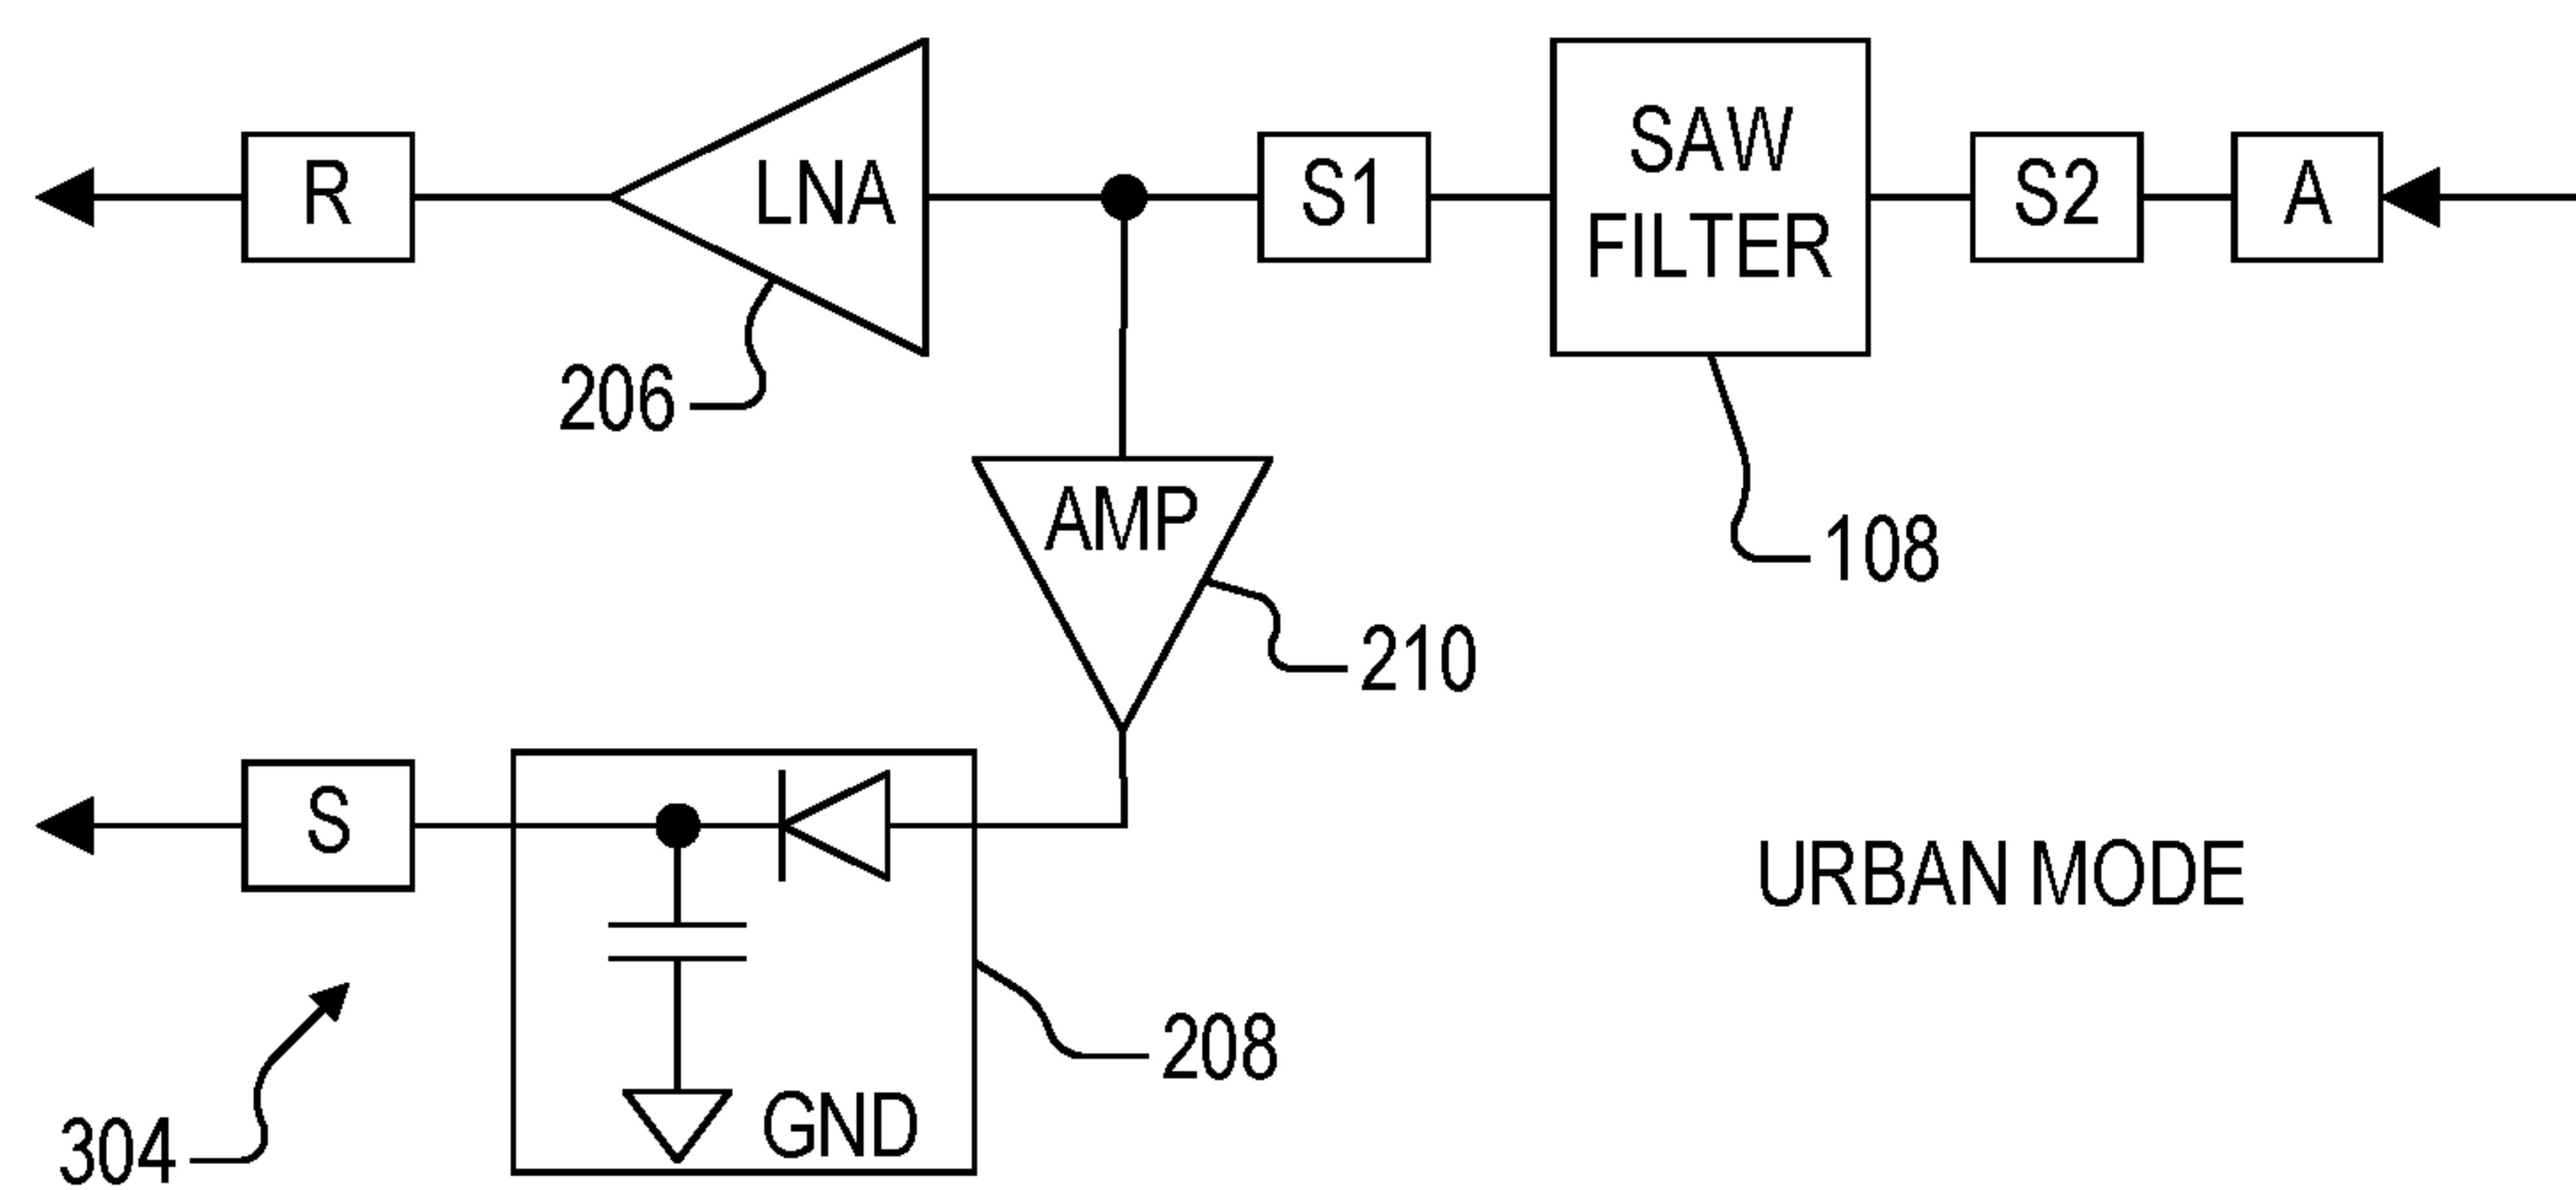 R
LNA
S1
SAW
FILTER
S2
A
206
AMP
108
210
S
URBAN MODE
208
GND
304